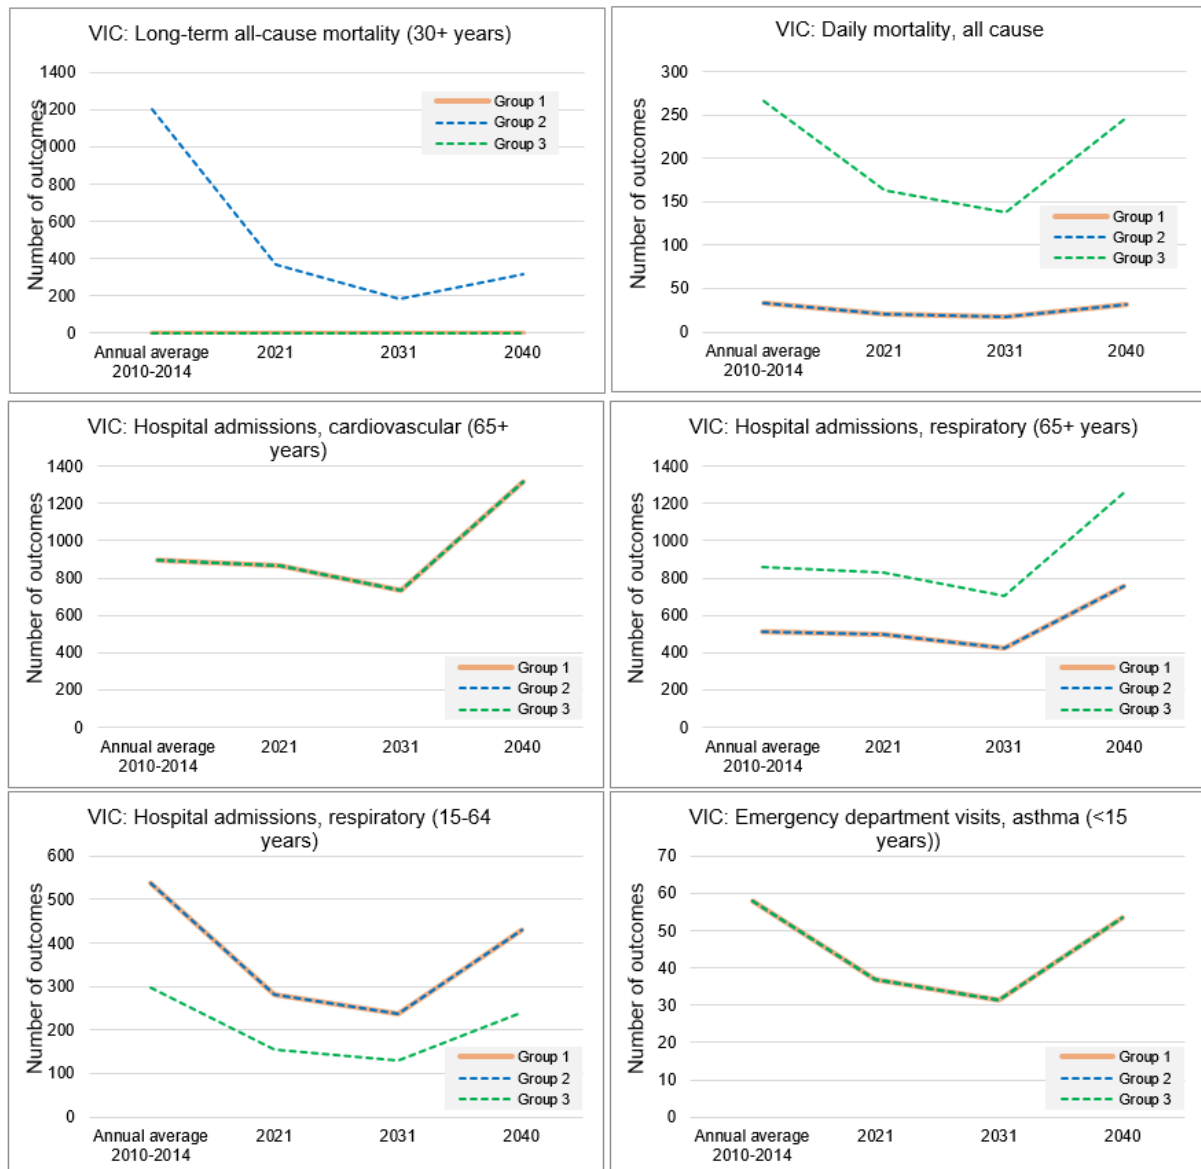 VIC: Long-term all-cause mortality (30+ years)
Number of outcomes
1400
1200
1000
800
600
400
200
0
Group 1
Group 2
Group 3
Annual average
2010-2014
2021
2031
2040
VIC: Daily mortality, all cause
Number of outcomes
300
250
200
150
100
50
0
Group 1
Group 2
Group 3
Annual average
2010-2014
2021
2031
2040
VIC: Hospital admissions, cardiovascular (65+
years)
Number of outcomes
1400
1200
1000
800
600
400
200
0
Group 1
Group 2
Group 3
Annual average
2010-2014
2021
2031
2040
VIC: Hospital admissions, respiratory (65+ years)
Number of outcomes
1400
1200
1000
800
600
400
200
0
Group 1
Group 2
Group 3
Annual average
2010-2014
2021
2031
2040
VIC: Hospital admissions, respiratory (15-64
years)
Number of outcomes
600
500
400
300
200
100
0
Group 1
Group 2
Group 3
Annual average
2010-2014
2021
2031
2040
VIC: Emergency department visits, asthma (<15
years))
Number of outcomes
70
60
50
40
30
20
10
0
Group 1
Group 2
Group 3
Annual average
2010-2014
2021
2031
2040